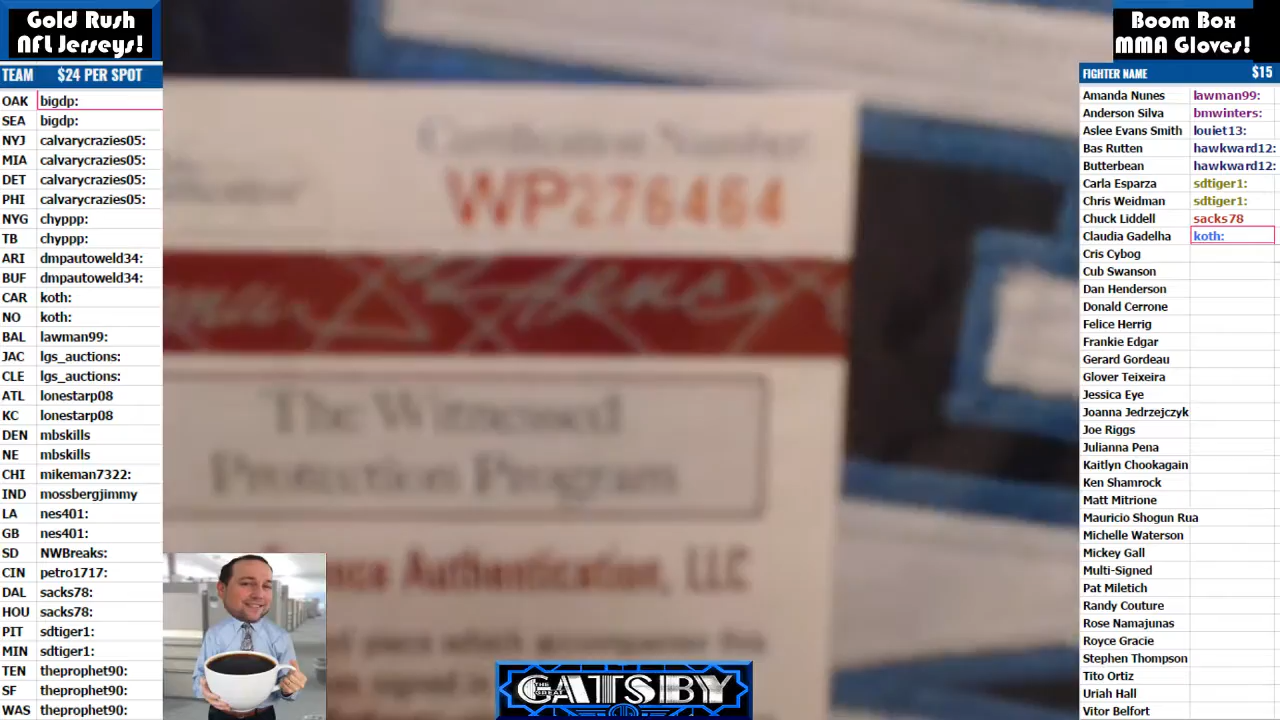 Gold Rush
NFL Jerseys!
TEAM $24 PER SPOT
OAK bigdp:
SEA bigdp:
NYJ calvarycrazies05:
MIA calvarycrazies05:
DET calvarycrazies05:
PHI calvarycrazies05:
NYG chyppp:
TB chyppp:
ARI dmpautoweld34:
BUF dmpautoweld34:
CAR koth:
NO koth:
BAL lawman99:
JAC lgs_auctions:
CLE lgs_auctions:
ATL lonestarp08
KC lonestarp08
DEN mbskills
NE mbskills
CHI mikeman7322:
IND mossbergjimmy
LA nes401:
GB nes401:
SD NWBreaks:
CIN petro1717:
DAL sacks78:
HOU sacks78:
PIT sdtiger1:
MIN sdtiger1:
TEN theprophet90:
SF theprophet90:
WAS theprophet90:
Certification Number
WP276484
The Witnessed
Protection Program
Authentication, LLC
THE GREAT
GATSBY
Boom Box
MMA Gloves!
FIGHTER NAME $15
Amanda Nunes lawman99:
Anderson Silva bmwinters:
Aslee Evans Smith louiet13:
Bas Rutten hawkward12:
Butterbean hawkward12:
Carla Esparza sdtiger1:
Chris Weidman sdtiger1:
Chuck Liddell sacks78
Claudia Gadelha koth:
Cris Cybog
Cub Swanson
Dan Henderson
Donald Cerrone
Felice Herrig
Frankie Edgar
Gerard Gordeau
Glover Teixeira
Jessica Eye
Joanna Jedrzejczyk
Joe Riggs
Julianna Pena
Kaitlyn Chookagain
Ken Shamrock
Matt Mitrione
Mauricio Shogun Rua
Michelle Waterson
Mickey Gall
Multi-Signed
Pat Miletich
Randy Couture
Rose Namajunas
Royce Gracie
Stephen Thompson
Tito Ortiz
Uriah Hall
Vitor Belfort